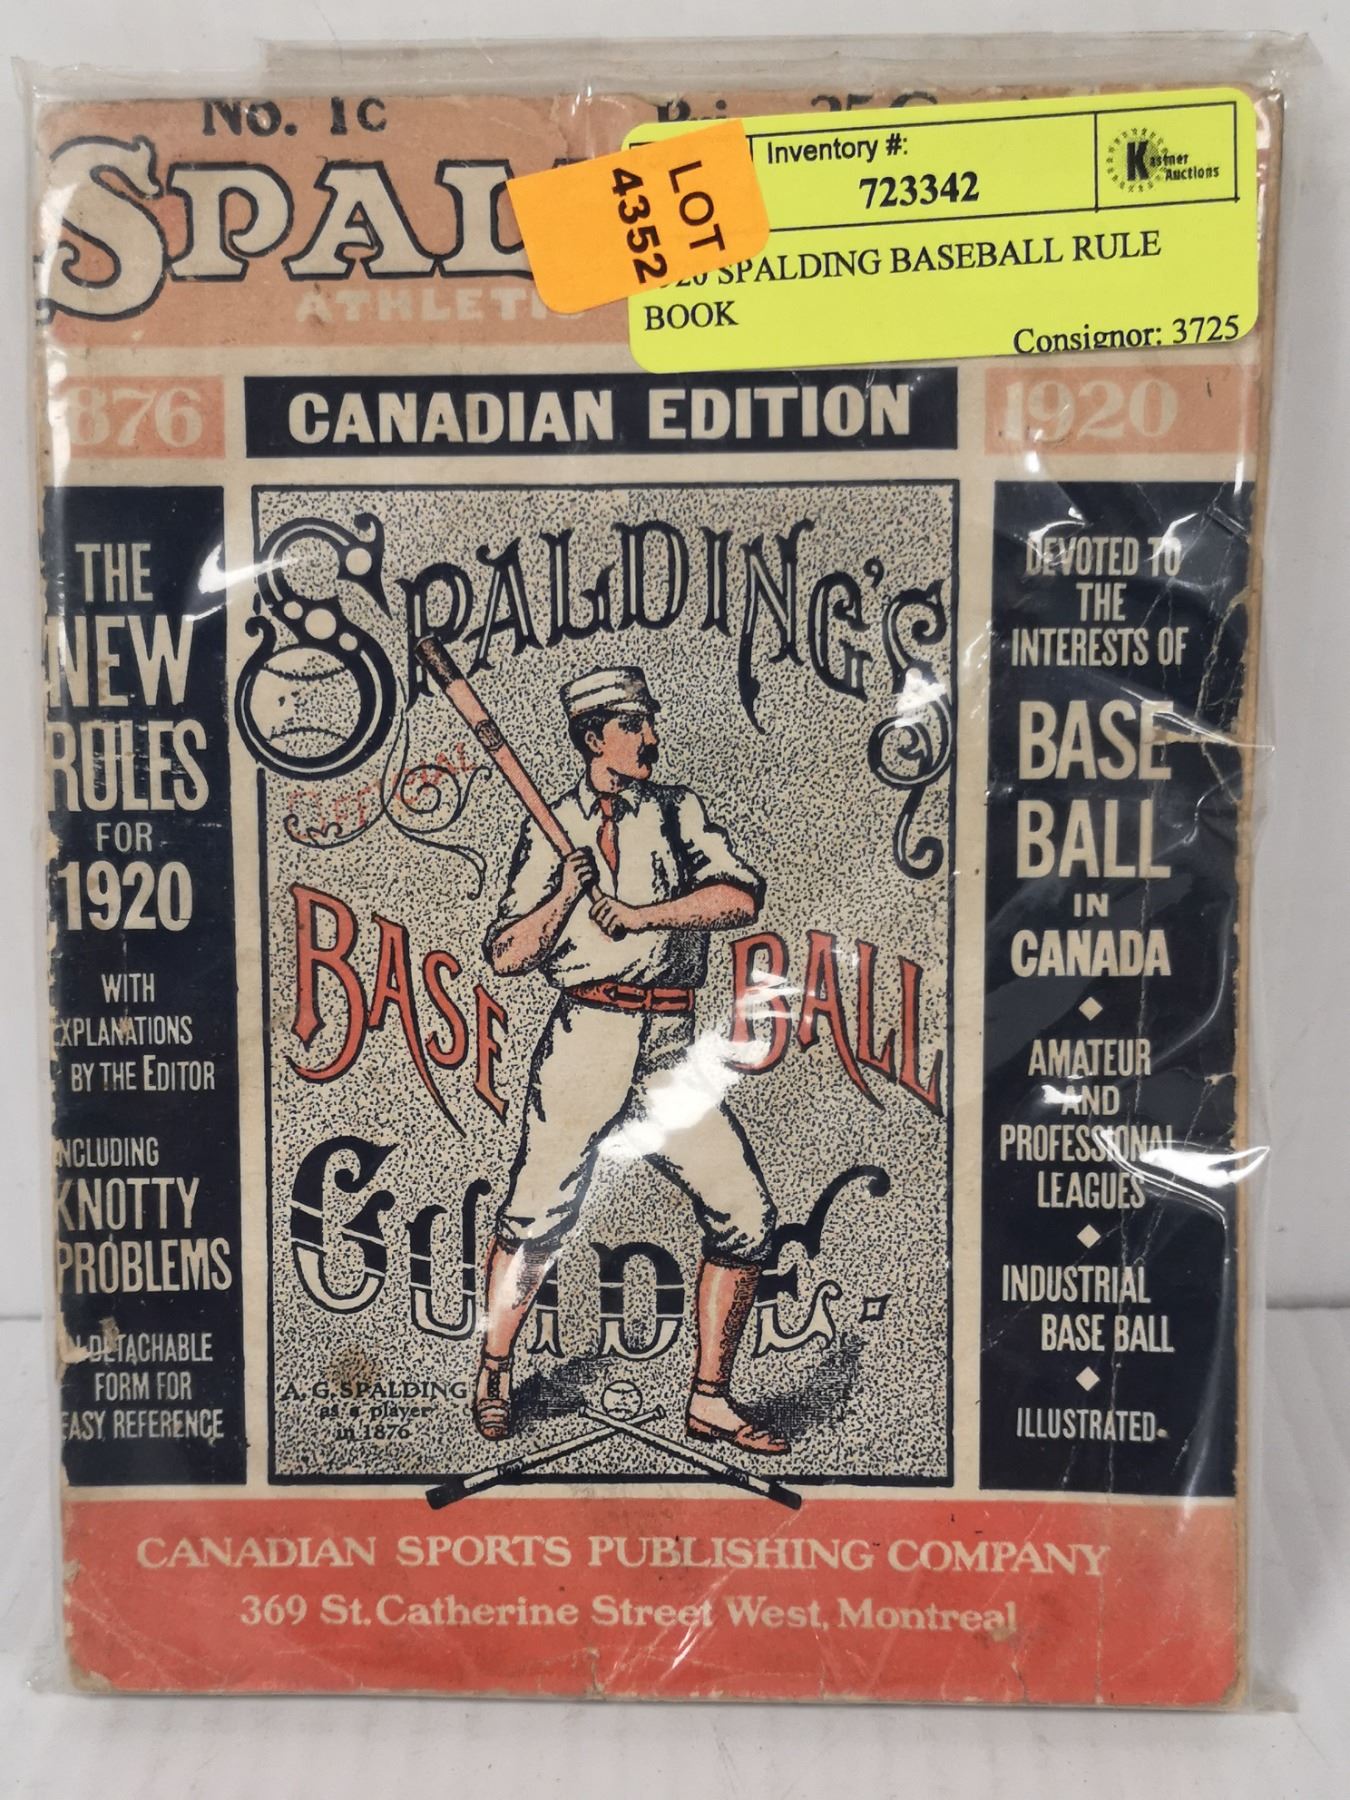 No. 1c
SPAL
ATHLETI
LOT
4352
Inventory #:
723342
Kastner
Auctions
920 SPALDING BASEBALL RULE
BOOK
Consignor: 3725
876
CANADIAN EDITION
1920
THE
NEW
RULES
FOR
1920
WITH
EXPLANATIONS
BY THE EDITOR
INCLUDING
KNOTTY
PROBLEMS
DETACHABLE
FORM FOR
EASY REFERENCE
SPALDING'S
OFFICIAL
BASE BALL
GUIDE.
A. G. SPALDING
as a player
in 1876
DEVOTED TO
THE
INTERESTS OF
BASE
BALL
IN
CANADA
AMATEUR
AND
PROFESSIONAL
LEAGUES
INDUSTRIAL
BASE BALL
ILLUSTRATED
CANADIAN SPORTS PUBLISHING COMPANY
369 St. Catherine Street West, Montreal